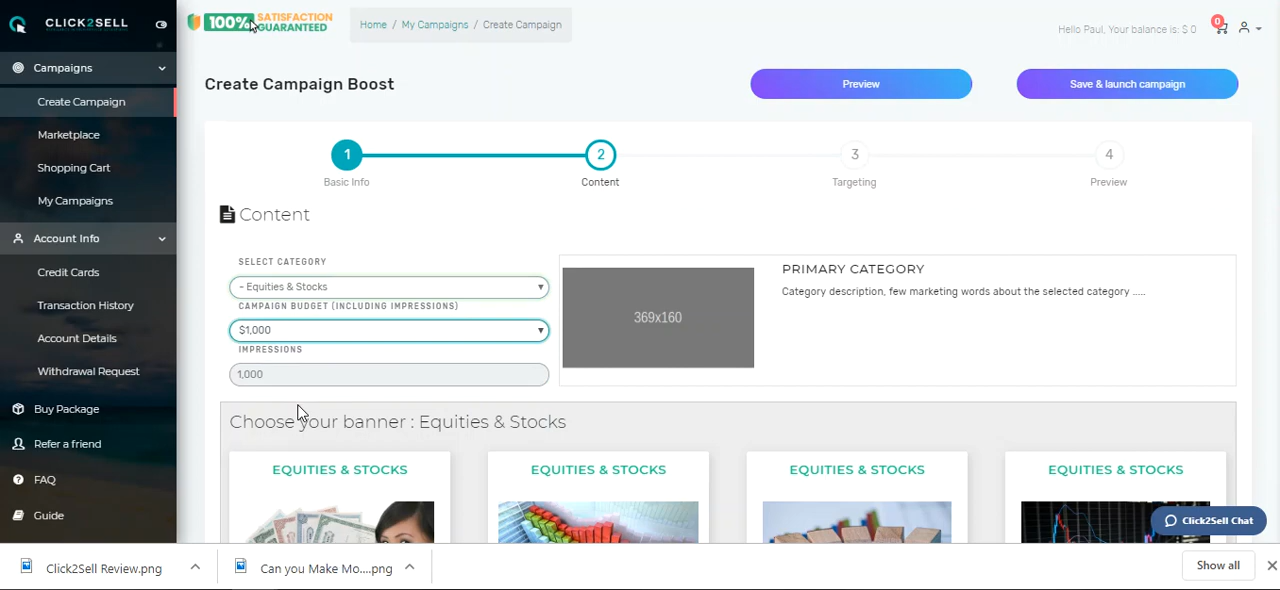 CLICK2SELL
100% SATISFACTION GUARANTEED
Home / My Campaigns / Create Campaign
Hello Paul, Your balance is: $ 0
0
Campaigns
Create Campaign
Marketplace
Shopping Cart
My Campaigns
Account Info
Credit Cards
Transaction History
Account Details
Withdrawal Request
Buy Package
Refer a friend
FAQ
Guide
Create Campaign Boost
Preview
Save & launch campaign
1
2
3
4
Basic Info
Content
Targeting
Preview
Content
SELECT CATEGORY
- Equities & Stocks
CAMPAIGN BUDGET (INCLUDING IMPRESSIONS)
$1,000
IMPRESSIONS
1,000
369x160
PRIMARY CATEGORY
Category description, few marketing words about the selected category .....
Choose your banner : Equities & Stocks
EQUITIES & STOCKS
EQUITIES & STOCKS
EQUITIES & STOCKS
EQUITIES & STOCKS
Click2Sell Chat
Click2Sell Review.png
Can you Make Mo....png
Show all